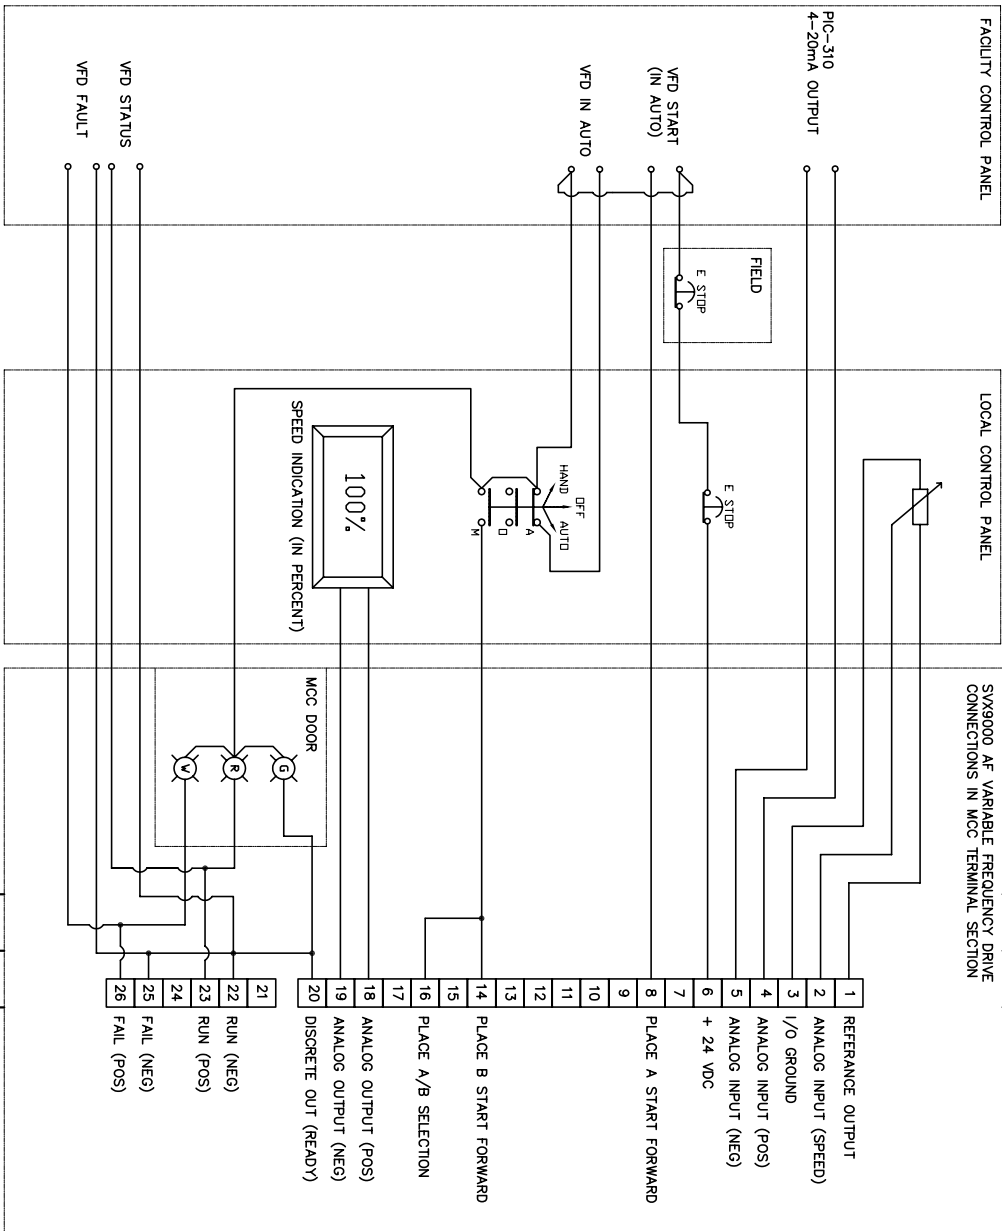 FACILITY CONTROL PANEL
PIC-310
4-20mA OUTPUT
VFD START
(IN AUTO)
VFD IN AUTO
VFD STATUS
VFD FAULT
FIELD
E STOP
LOCAL CONTROL PANEL
E STOP
HAND
OFF
AUTO
A
O
M
100%
SPEED INDICATION (IN PERCENT)
SVX9000 AF VARIABLE FREQUENCY DRIVE
CONNECTIONS IN MCC TERMINAL SECTION
MCC DOOR
G
R
W
1 REFERANCE OUTPUT
2 ANALOG INPUT (SPEED)
3 I/O GROUND
4 ANALOG INPUT (POS)
5 ANALOG INPUT (NEG)
6 + 24 VDC
7
8 PLACE A START FORWARD
9
10
11
12
13
14 PLACE B START FORWARD
15
16 PLACE A/B SELECTION
17
18 ANALOG OUTPUT (POS)
19 ANALOG OUTPUT (NEG)
20 DISCRETE OUT (READY)
21
22 RUN (NEG)
23 RUN (POS)
24
25 FAIL (NEG)
26 FAIL (POS)